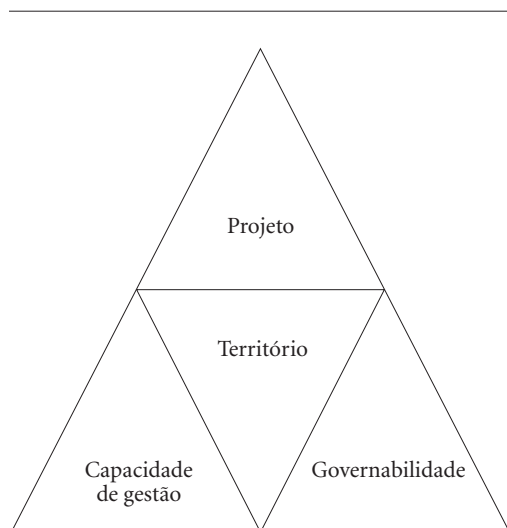 Projeto
Território
Capacidade
de gestão
Governabilidade